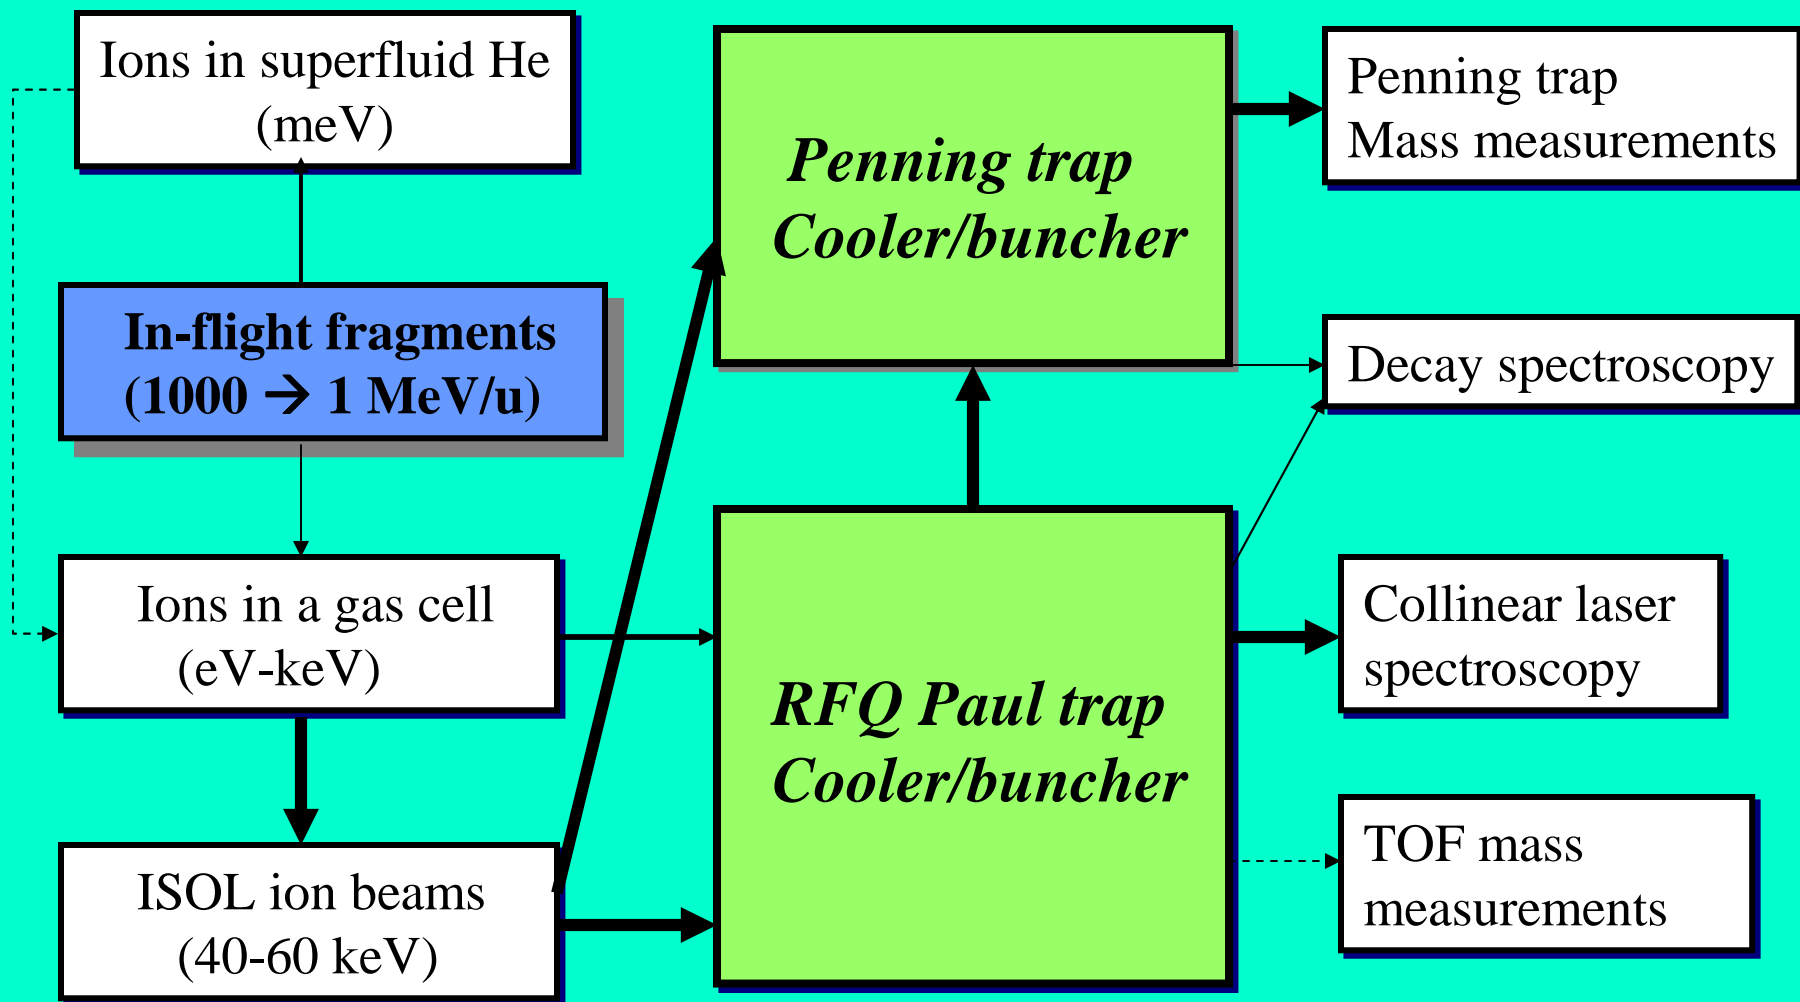 Ions in superfluid He
(meV)
In-flight fragments
(1000 → 1 MeV/u)
Ions in a gas cell
(eV-keV)
ISOL ion beams
(40-60 keV)
Penning trap
Cooler/buncher
RFQ Paul trap
Cooler/buncher
Penning trap
Mass measurements
Decay spectroscopy
Collinear laser
spectroscopy
TOF mass
measurements